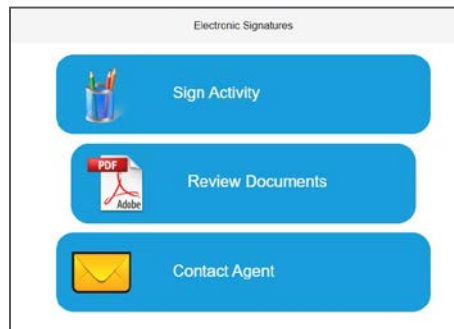 Electronic Signatures
Sign Activity
PDF
Adobe
Review Documents
Contact Agent